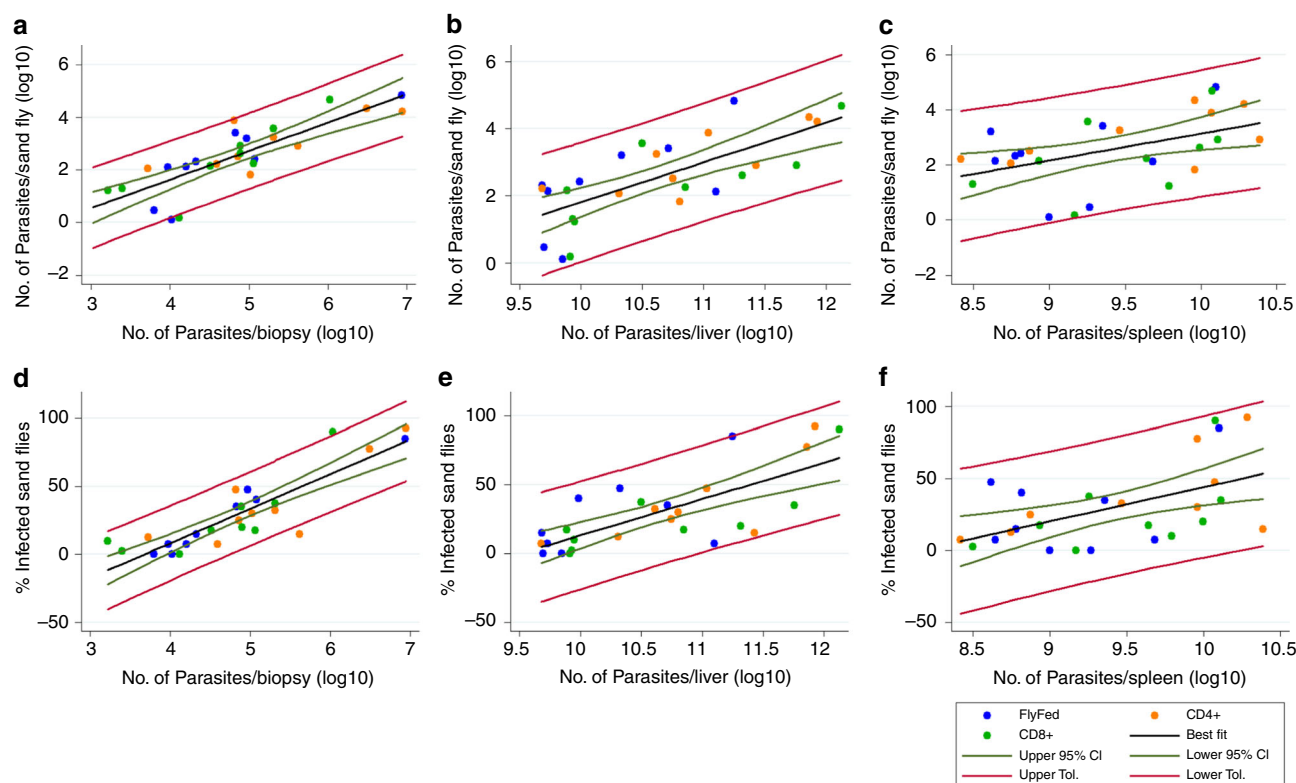 a
No. of Parasites/sand fly (log10)
6
4
2
0
–2
3 4 5 6 7
No. of Parasites/biopsy (log10)
b
No. of Parasites/sand fly (log10)
6
4
2
0
9.5 10 10.5 11 11.5 12
No. of Parasites/liver (log10)
c
No. of Parasites/sand fly (log10)
6
4
2
0
–2
8.5 9 9.5 10 10.5
No. of Parasites/spleen (log10)
d
% Infected sand flies
100
50
0
–50
3 4 5 6 7
No. of Parasites/biopsy (log10)
e
% Infected sand flies
100
50
0
–50
9.5 10 10.5 11 11.5 12
No. of Parasites/liver (log10)
f
% Infected sand flies
100
50
0
–50
8.5 9 9.5 10 10.5
No. of Parasites/spleen (log10)
FlyFed CD4+
CD8+ Best fit
Upper 95% CI Lower 95% CI
Upper Tol. Lower Tol.